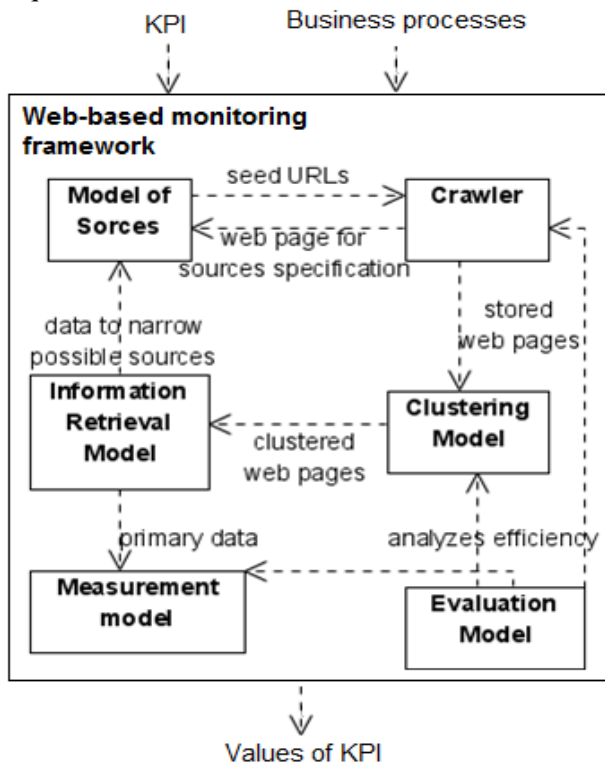 KPI
Business processes
Web-based monitoring
framework
seed URLs
Model of
Sorces
Crawler
web page for
sources specification
data to narrow
possible sources
stored
web pages
Information
Retrieval
Model
Clustering
Model
clustered
web pages
primary data
analyzes efficiency
Measurement
model
Evaluation
Model
Values of KPI